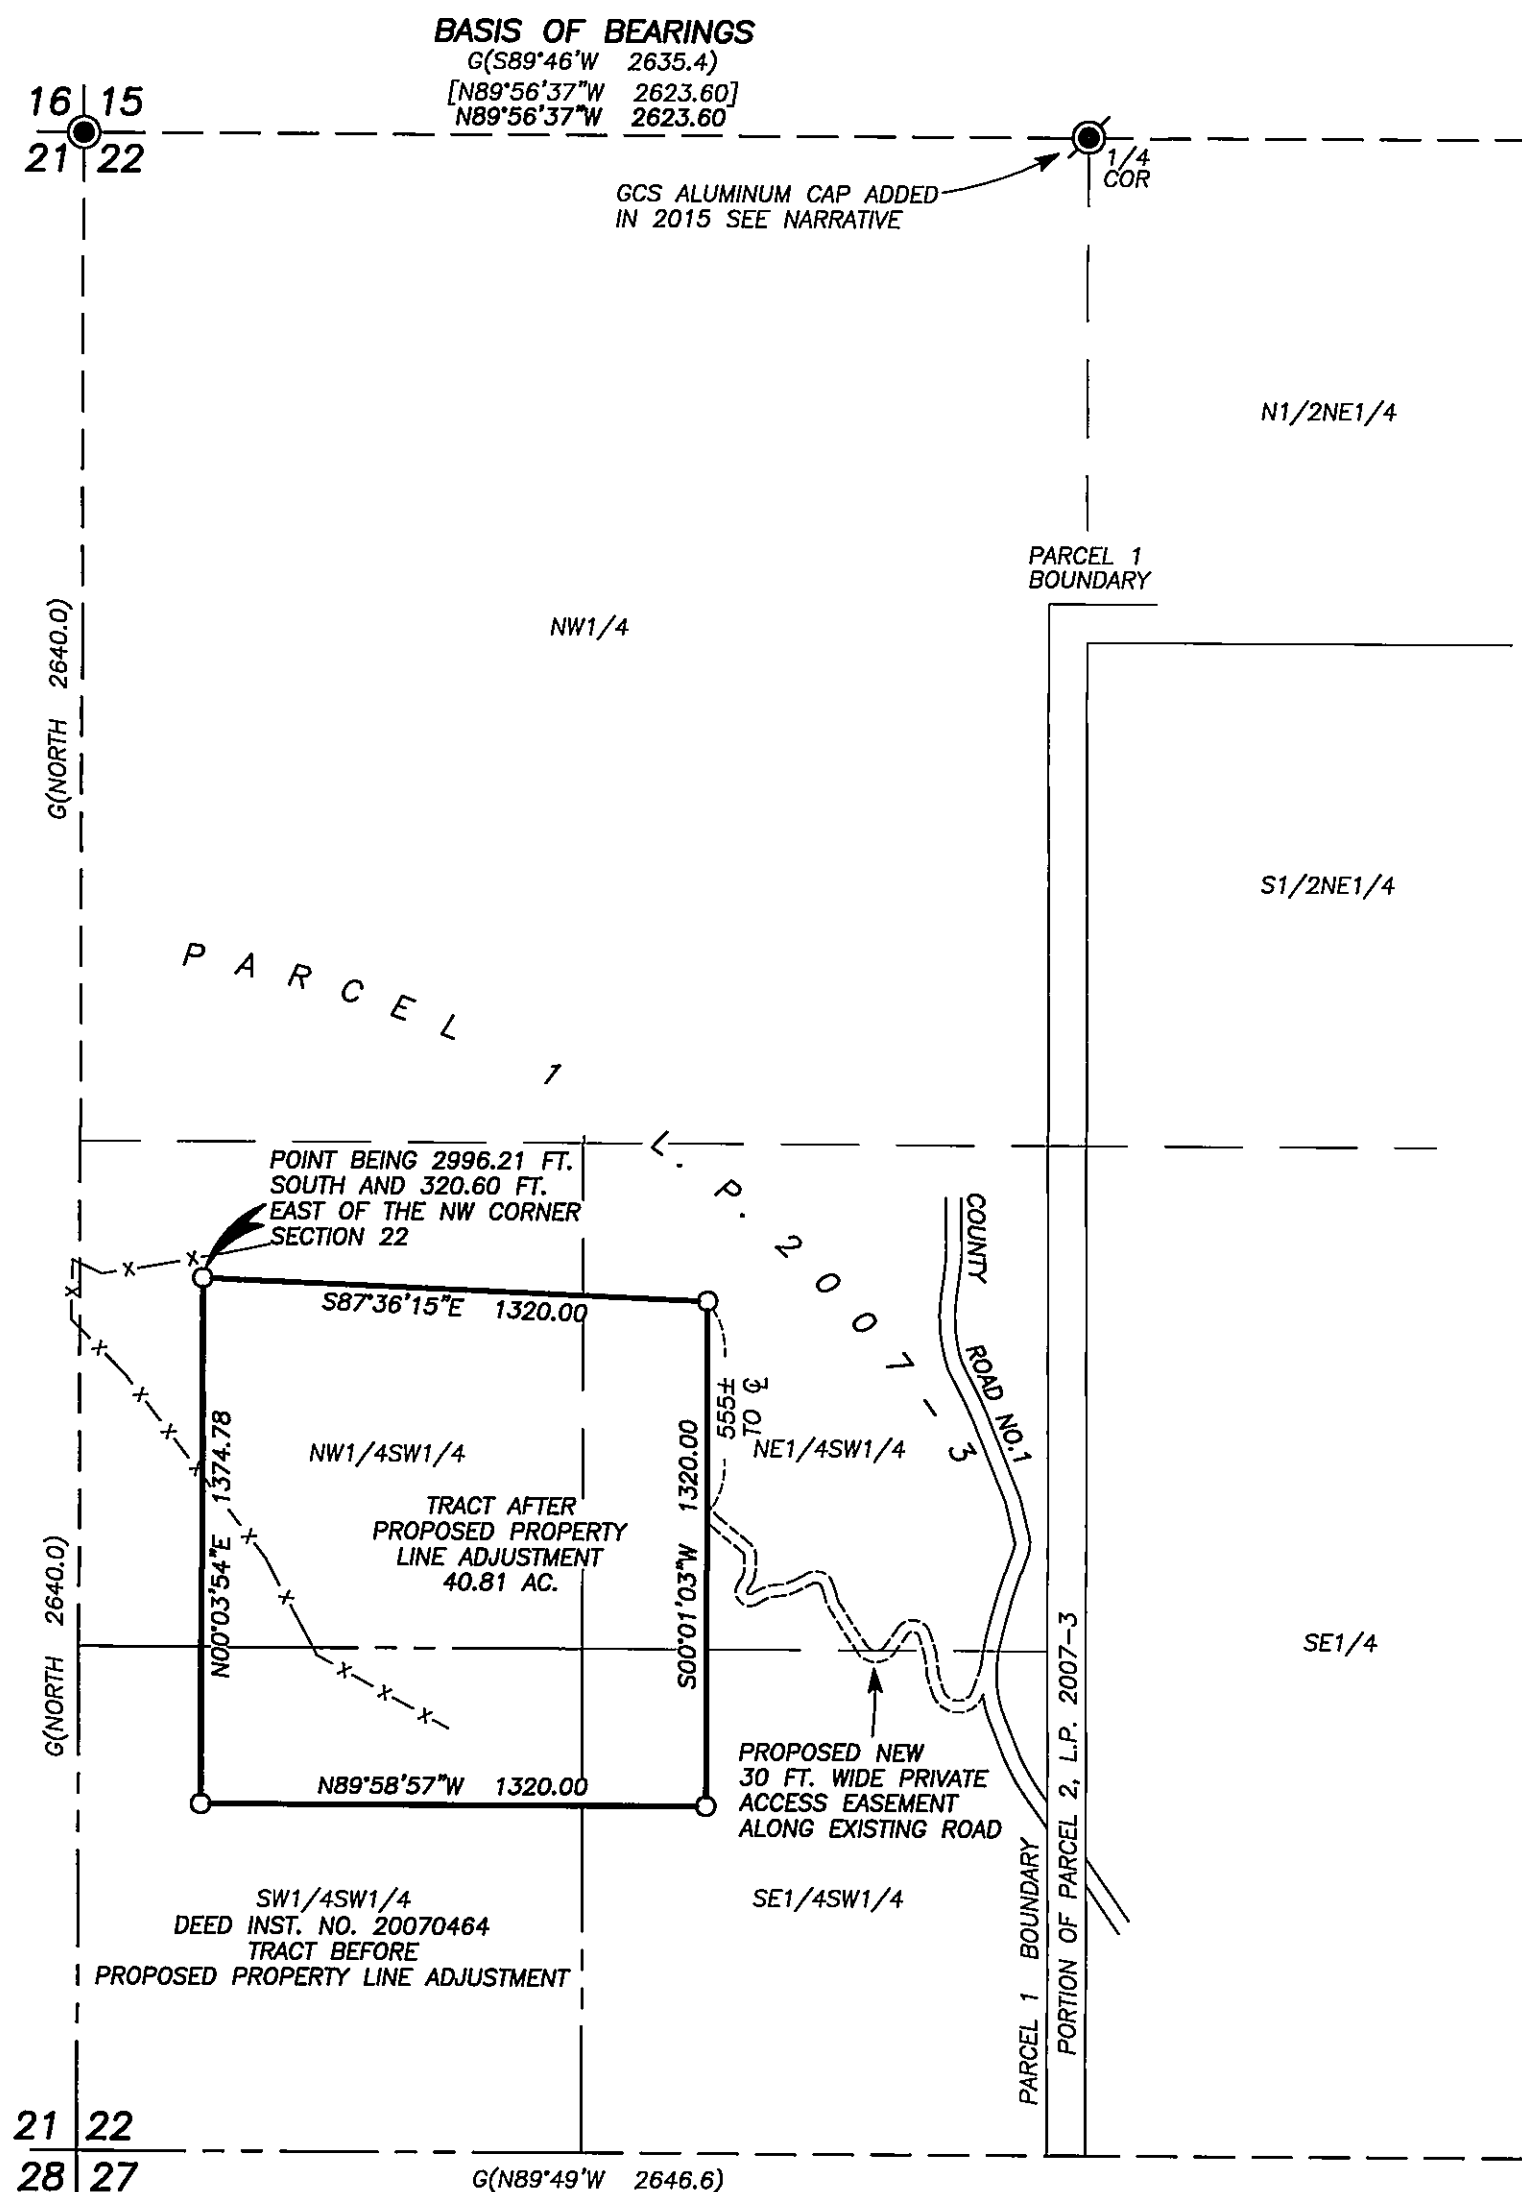 BASIS OF BEARINGS
G(S89°46'W 2635.4)
[N89°56'37"W 2623.60]
N89°56'37"W 2623.60
16 15
21 22
1/4
COR
GCS ALUMINUM CAP ADDED
IN 2015 SEE NARRATIVE
N1/2NE1/4
PARCEL 1
BOUNDARY
NW1/4
G(NORTH 2640.0)
S1/2NE1/4
PARCEL 1 L.P. 2007-3
POINT BEING 2996.21 FT.
SOUTH AND 320.60 FT.
EAST OF THE NW CORNER
SECTION 22
COUNTY ROAD NO.1
S87°36'15"E 1320.00
555±
TO ℄
N00°03'54"E 1374.78
NW1/4SW1/4
S00°01'03"W 1320.00
NE1/4SW1/4
TRACT AFTER
PROPOSED PROPERTY
LINE ADJUSTMENT
40.81 AC.
G(NORTH 2640.0)
SE1/4
PROPOSED NEW
30 FT. WIDE PRIVATE
ACCESS EASEMENT
ALONG EXISTING ROAD
N89°58'57"W 1320.00
PARCEL 1 BOUNDARY
PORTION OF PARCEL 2, L.P. 2007-3
SW1/4SW1/4
DEED INST. NO. 20070464
TRACT BEFORE
PROPOSED PROPERTY LINE ADJUSTMENT
SE1/4SW1/4
21 22
28 27
G(N89°49'W 2646.6)